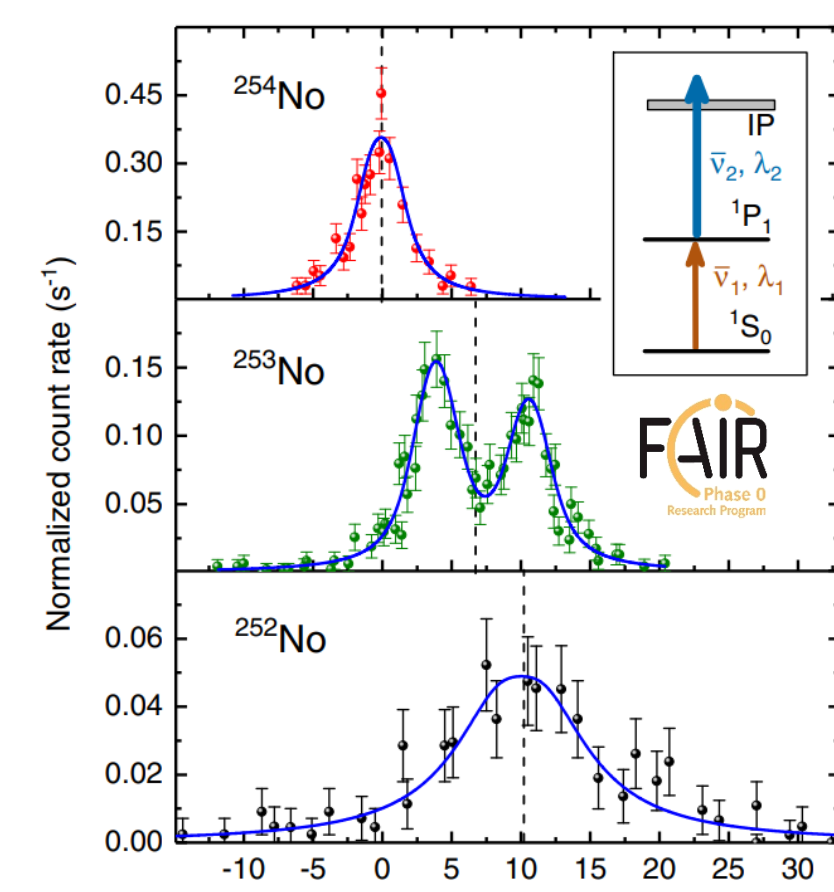 Normalized count rate (s⁻¹)
²⁵⁴No
0.45
0.30
0.15
IP
ν̄₂, λ₂
¹P₁
ν̄₁, λ₁
¹S₀
²⁵³No
0.15
0.10
0.05
FAIR
Phase 0
Research Program
²⁵²No
0.06
0.04
0.02
0.00
-10 -5 0 5 10 15 20 25 30